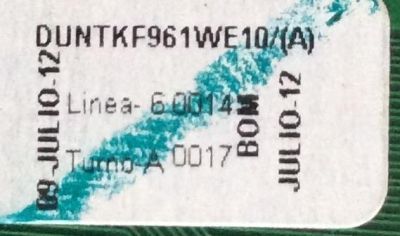 DUNTKF961WE10/(A)
09-JULIO-12
Linea- 6 0014
Turno-A 0017
BOM
JULIO-12